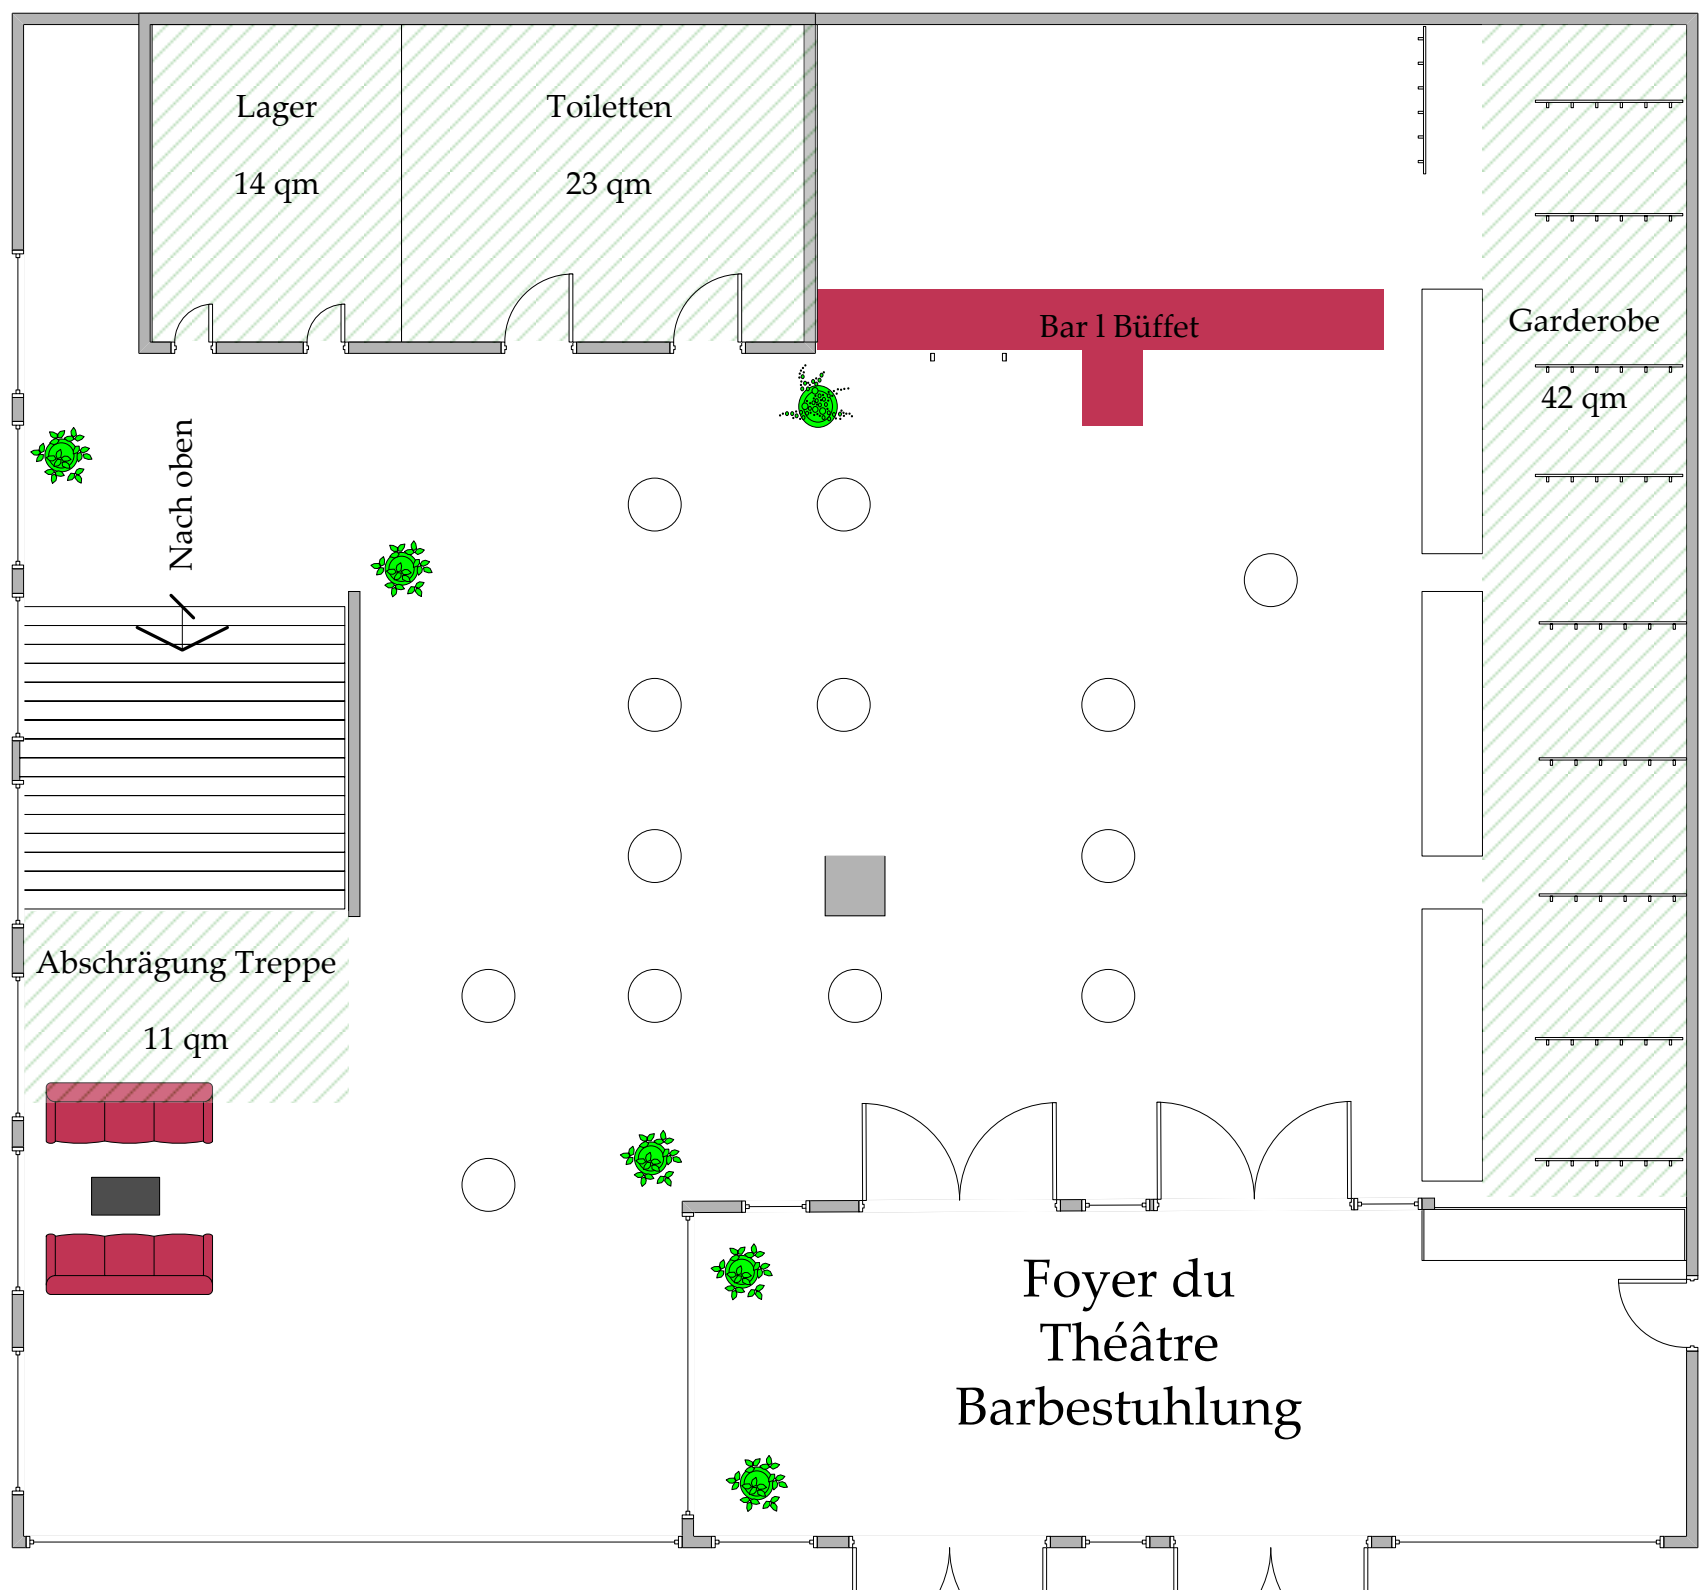 Lager
14 qm
Toiletten
23 qm
Bar l Büffet
Garderobe
42 qm
Nach oben
Abschrägung Treppe
11 qm
Foyer du
Théâtre
Barbestuhlung